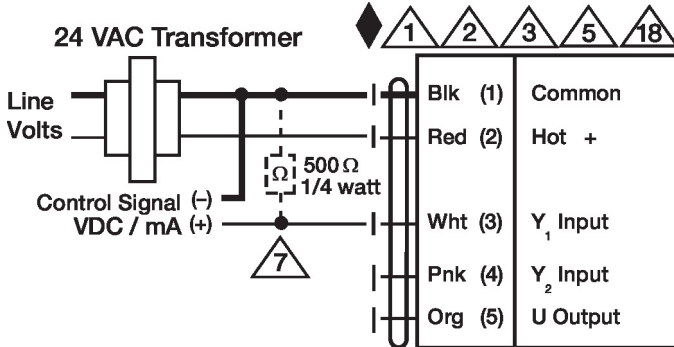 24 VAC Transformer
1 2 3 5 18
Line
Volts
Blk (1) Common
Red (2) Hot +
Ω 500 Ω
1/4 watt
Control Signal (-)
VDC / mA (+)
Wht (3) Y₁ Input
7
Pnk (4) Y₂ Input
Org (5) U Output